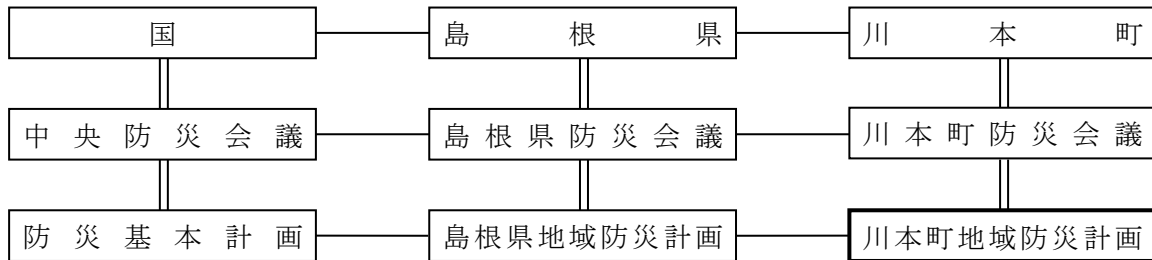 国 島根県 川本町
中央防災会議 島根県防災会議 川本町防災会議
防災基本計画 島根県地域防災計画 川本町地域防災計画